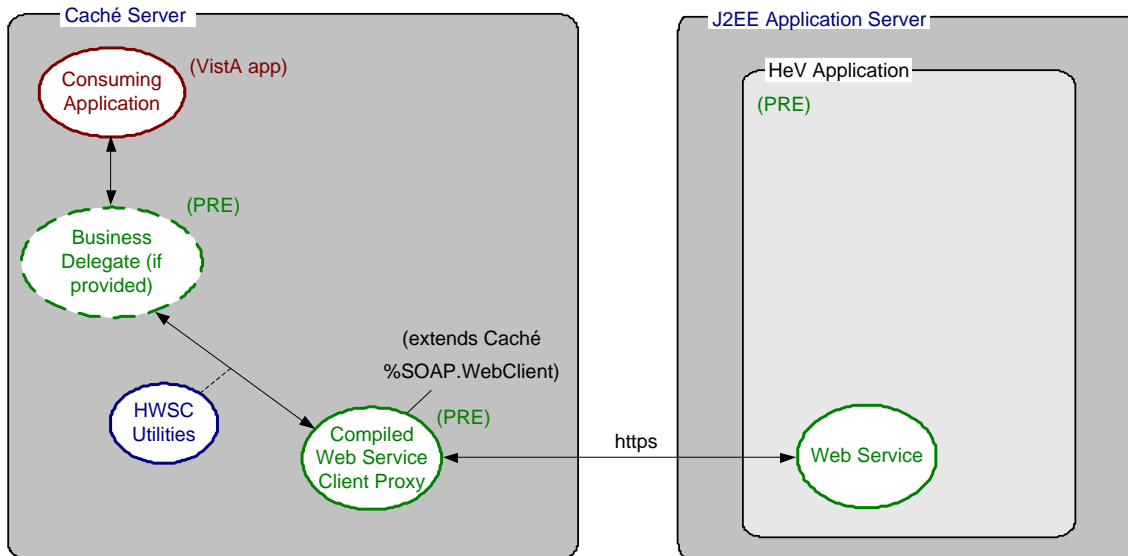 Caché Server
(VistA app)
Consuming
Application
(PRE)
Business
Delegate (if
provided)
(extends Caché
%SOAP.WebClient)
HWSC
Utilities
(PRE)
Compiled
Web Service
Client Proxy
https
J2EE Application Server
HeV Application
(PRE)
Web Service